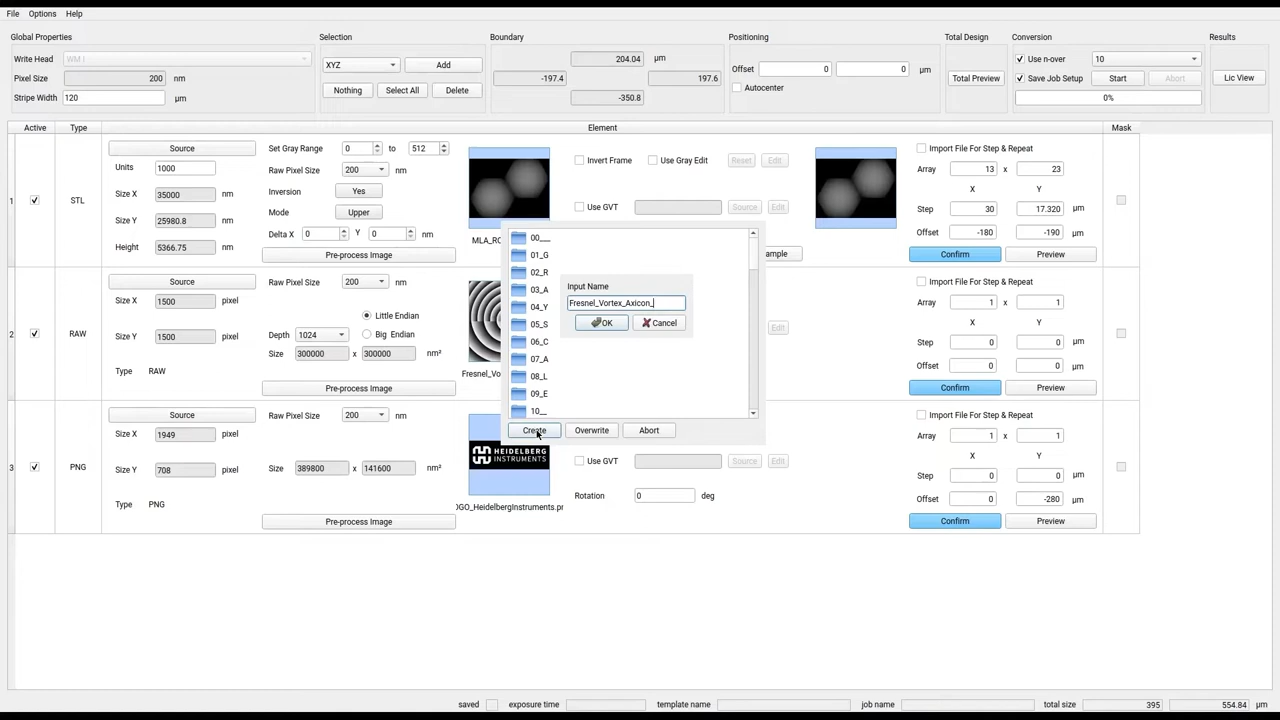 File Options Help
Global Properties
Selection
Boundary
Positioning
Total Design
Conversion
Results
Write Head WM I
Pixel Size 200 nm
Stripe Width 120 µm
XYZ Add
Nothing Select All Delete
204.04 µm
-197.4 197.6
-350.8
Offset 0 0 µm
Autocenter
Total Preview
Use n-over 10
Save Job Setup Start Abort
0%
Lic View
Active Type Element Mask
1
STL
Source
Units 1000
Size X 35000 nm
Size Y 25980.8 nm
Height 5366.75 nm
Set Gray Range 0 to 512
Raw Pixel Size 200 nm
Inversion Yes
Mode Upper
Delta X 0 Y 0 nm
Pre-process Image
Invert Frame Use Gray Edit Reset Edit
Use GVT Source Edit
Import File For Step & Repeat
Array 13 x 23
X Y
Step 30 17.320 µm
Offset -180 -190 µm
Confirm Preview
00___
01_G
02_R
03_A
04_Y
05_S
06_C
07_A
08_L
09_E
10__
Create Overwrite Abort
Input Name
Fresnel_Vortex_Axicon_
OK Cancel
2
RAW
Source
Size X 1500 pixel
Size Y 1500 pixel
Type RAW
Raw Pixel Size 200 nm
Little Endian
Depth 1024 Big Endian
Size 300000 x 300000 nm²
Pre-process Image
Edit
Import File For Step & Repeat
Array 1 x 1
X Y
Step 0 0 µm
Offset 0 0 µm
Confirm Preview
3
PNG
Source
Size X 1949 pixel
Size Y 708 pixel
Type PNG
Raw Pixel Size 200 nm
Size 389800 x 141600 nm²
Pre-process Image
HEIDELBERG
INSTRUMENTS
OGO_HeidelbergInstruments.pr
Use GVT Source Edit
Rotation 0 deg
Import File For Step & Repeat
Array 1 x 1
X Y
Step 0 0 µm
Offset 0 -280 µm
Confirm Preview
saved exposure time template name job name total size 395 554.84 µm